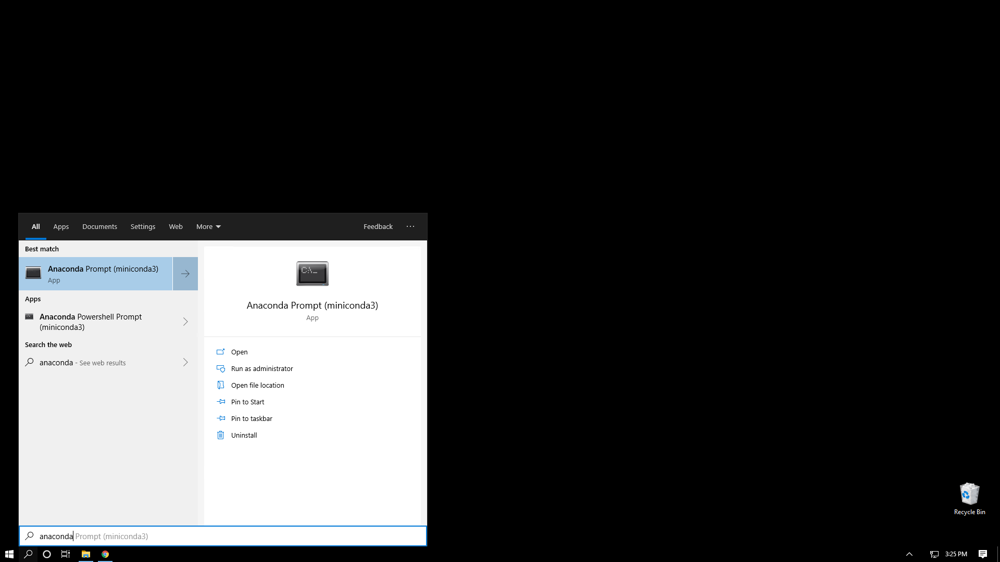 All Apps Documents Settings Web More Feedback ···
Best match
Anaconda Prompt (miniconda3)
App
Apps
Anaconda Powershell Prompt
(miniconda3)
Search the web
anaconda - See web results
C:\_
Anaconda Prompt (miniconda3)
App
Open
Run as administrator
Open file location
Pin to Start
Pin to taskbar
Uninstall
anaconda Prompt (miniconda3)
Recycle Bin
3:25 PM